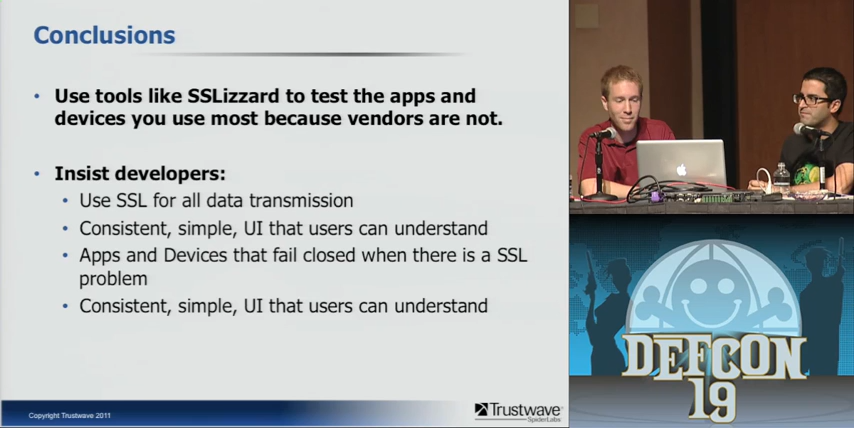 Conclusions
• Use tools like SSLizzard to test the apps and
devices you use most because vendors are not.
• Insist developers:
• Use SSL for all data transmission
• Consistent, simple, UI that users can understand
• Apps and Devices that fail closed when there is a SSL
problem
• Consistent, simple, UI that users can understand
Copyright Trustwave 2011
Trustwave®
SpiderLabs
DEFCON
19